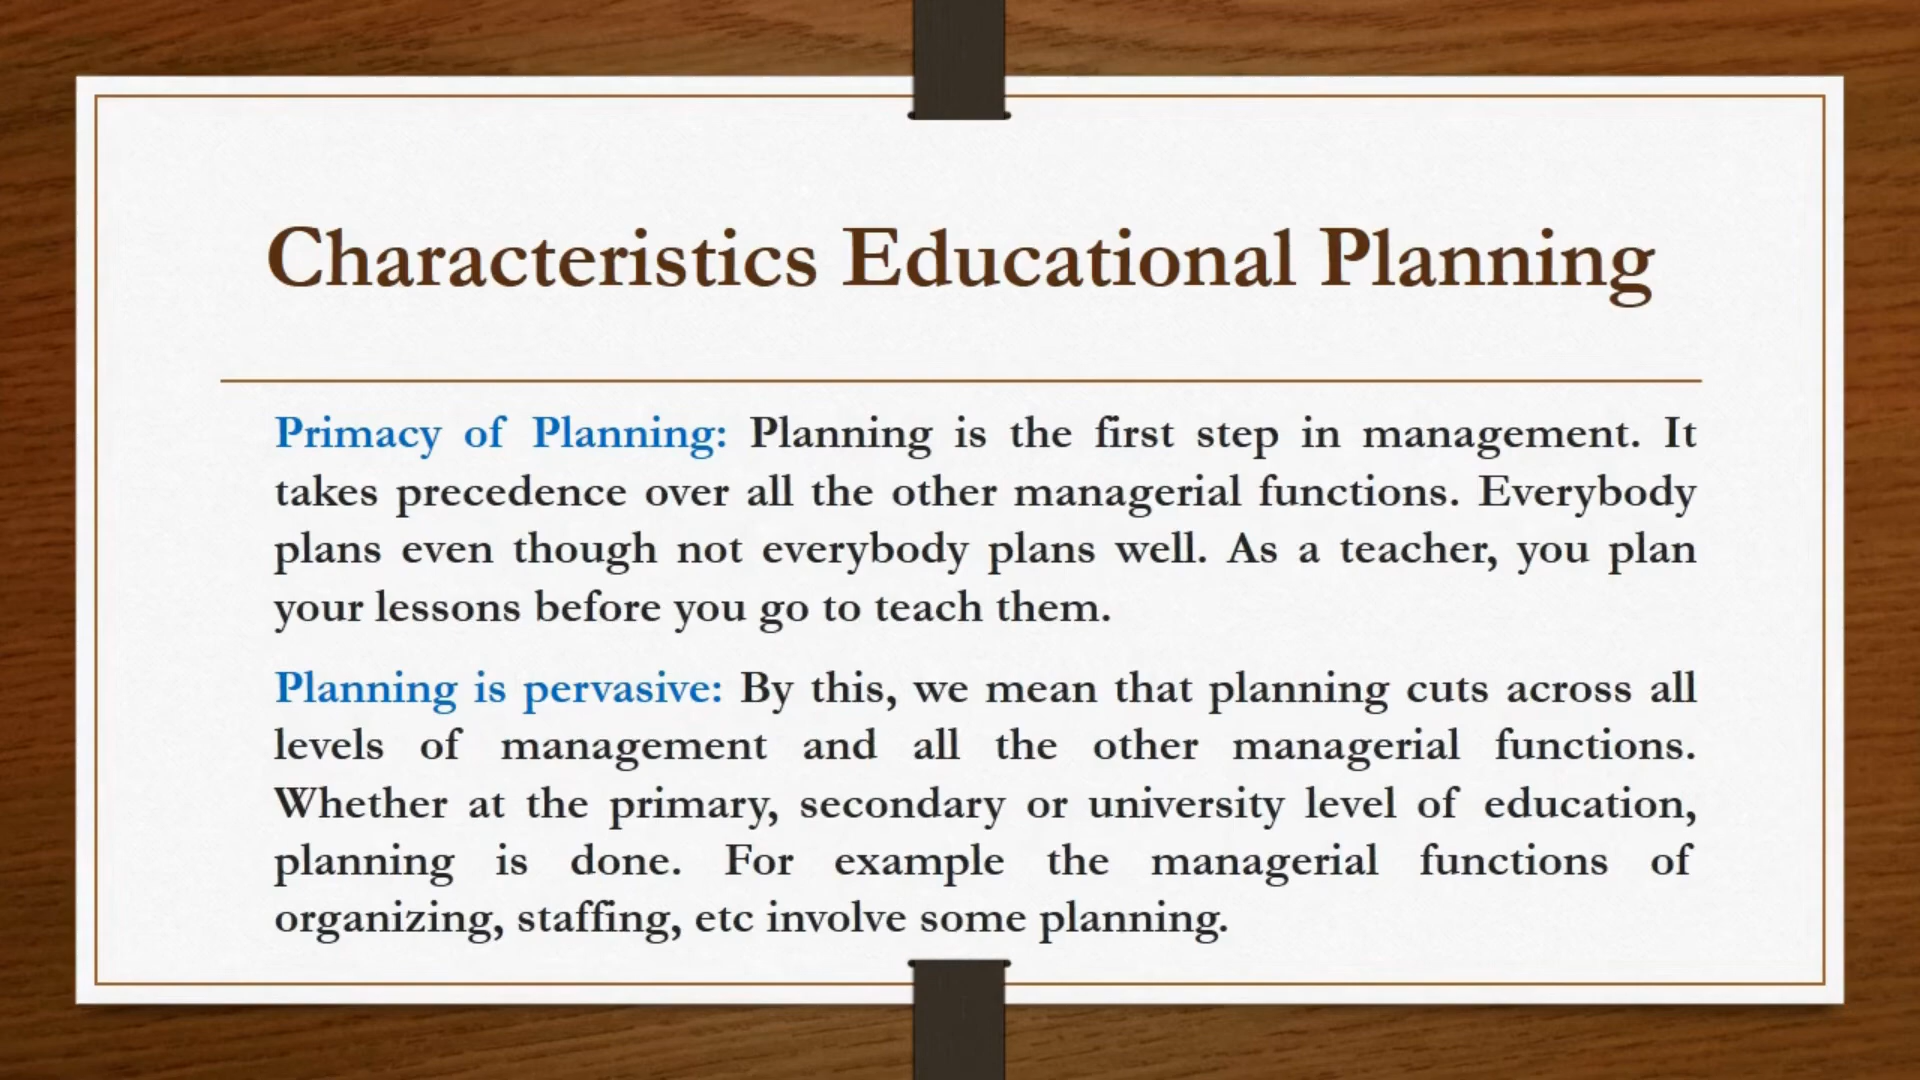 Characteristics Educational Planning
Primacy of Planning: Planning is the first step in management. It
takes precedence over all the other managerial functions. Everybody
plans even though not everybody plans well. As a teacher, you plan
your lessons before you go to teach them.
Planning is pervasive: By this, we mean that planning cuts across all
levels of management and all the other managerial functions.
Whether at the primary, secondary or university level of education,
planning is done. For example the managerial functions of
organizing, staffing, etc involve some planning.